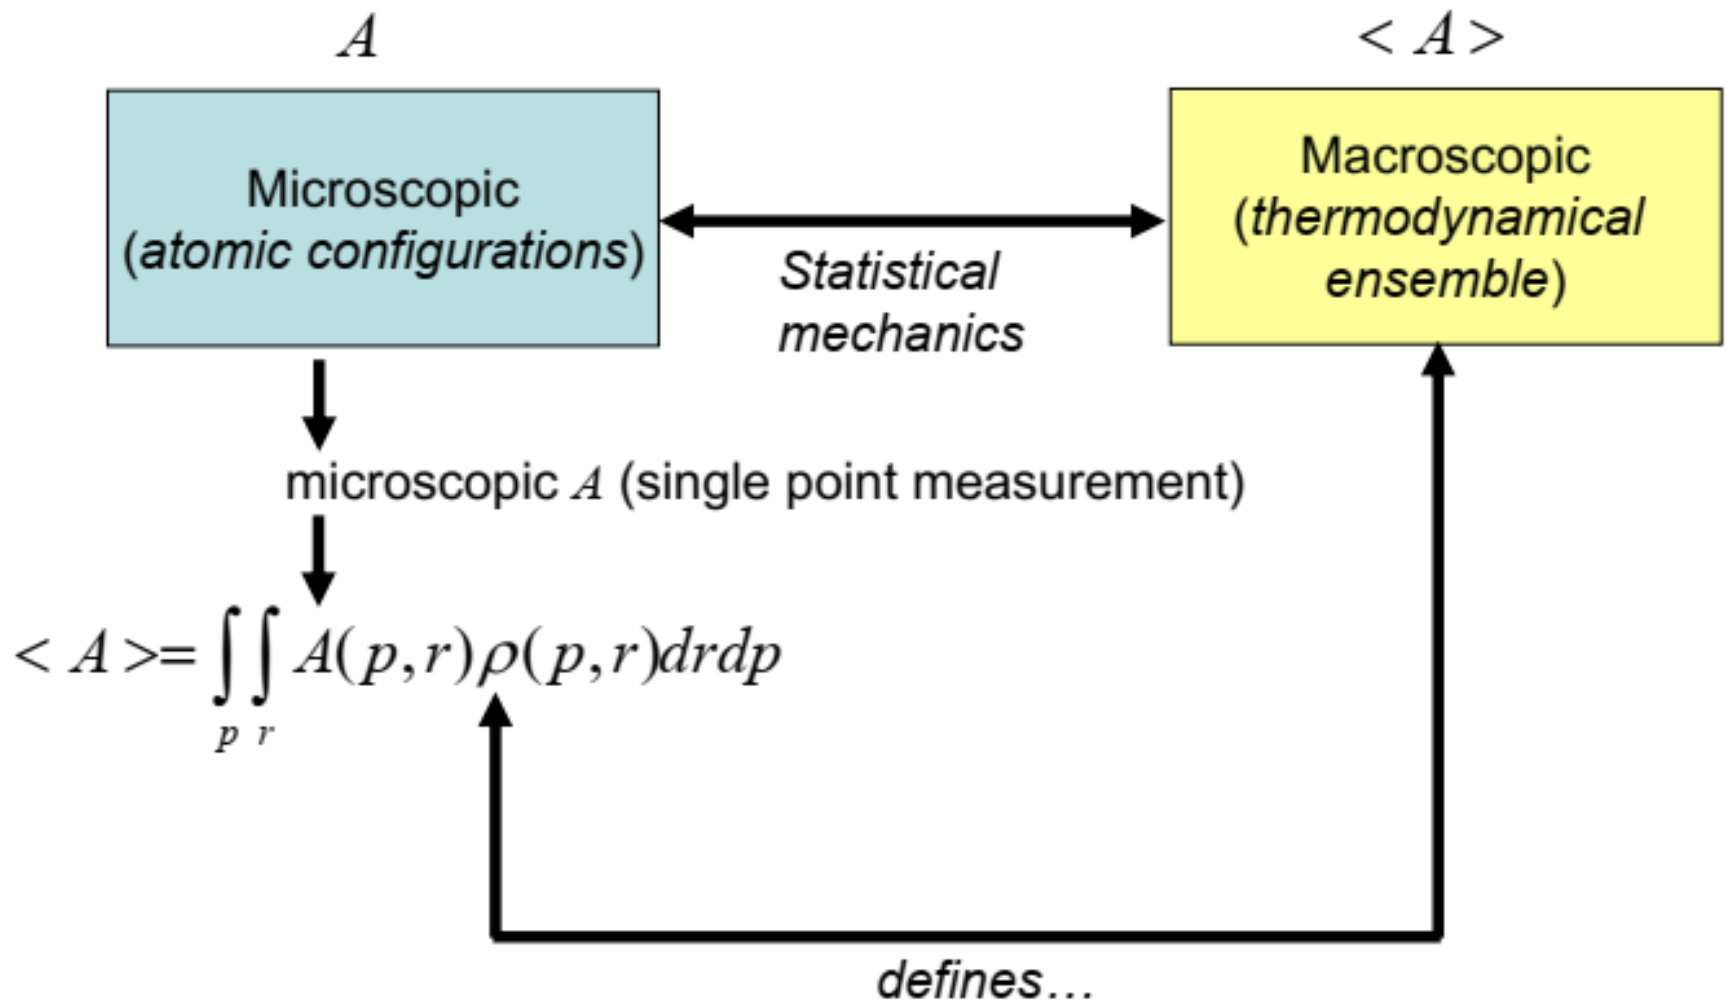 A
< A >
Microscopic
(atomic configurations)
Macroscopic
(thermodynamical
ensemble)
Statistical
mechanics
microscopic A (single point measurement)
< A >= ∫∫ A(p,r)ρ(p,r)drdp
p r
defines…